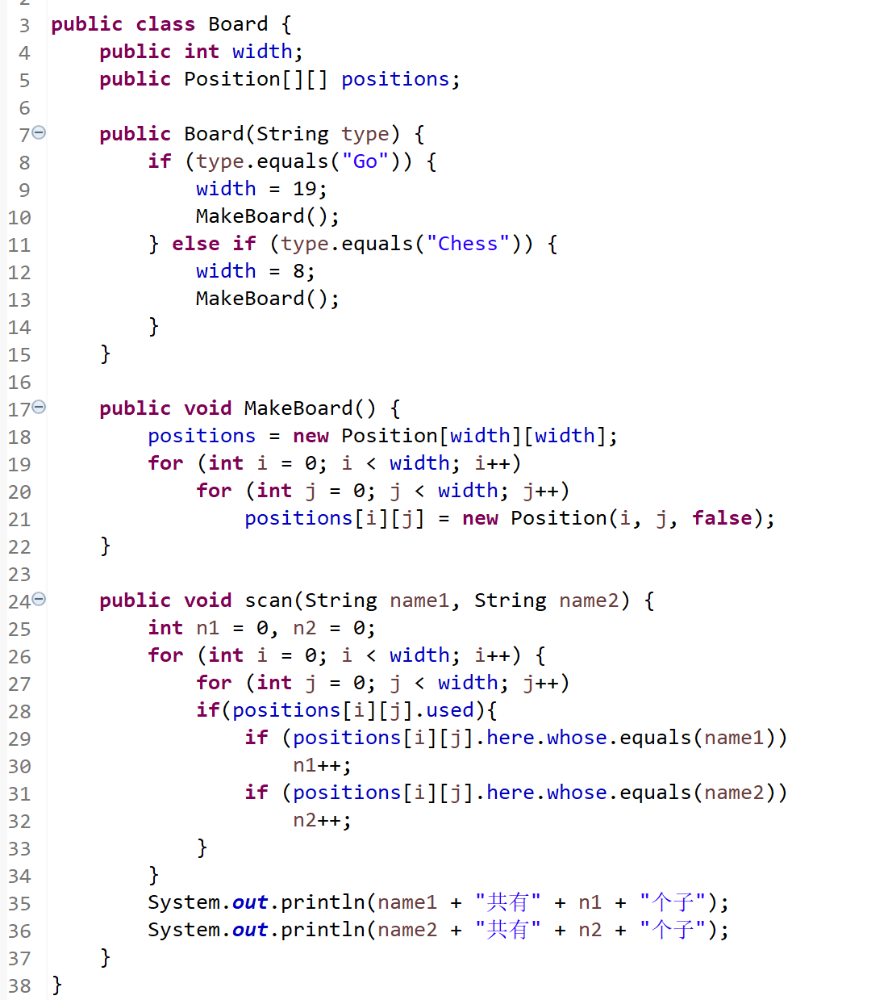 3 public class Board {
4     public int width;
5     public Position[][] positions;
6
7     public Board(String type) {
8         if (type.equals("Go")) {
9             width = 19;
10             MakeBoard();
11         } else if (type.equals("Chess")) {
12             width = 8;
13             MakeBoard();
14         }
15     }
16
17     public void MakeBoard() {
18         positions = new Position[width][width];
19         for (int i = 0; i < width; i++)
20             for (int j = 0; j < width; j++)
21                 positions[i][j] = new Position(i, j, false);
22     }
23
24     public void scan(String name1, String name2) {
25         int n1 = 0, n2 = 0;
26         for (int i = 0; i < width; i++) {
27             for (int j = 0; j < width; j++)
28             if(positions[i][j].used){
29                 if (positions[i][j].here.whose.equals(name1))
30                     n1++;
31                 if (positions[i][j].here.whose.equals(name2))
32                     n2++;
33             }
34         }
35         System.out.println(name1 + "共有" + n1 + "个子");
36         System.out.println(name2 + "共有" + n2 + "个子");
37     }
38 }